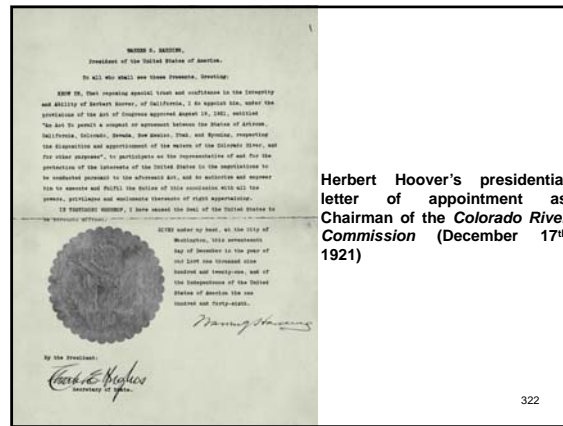 WARREN G. HARDING,
President of the United States of America.
To all who shall see these Presents, Greeting:
KNOW YE, That reposing special trust and confidence in the Integrity
and Ability of Herbert Hoover, of California, I do appoint him, under the
provisions of the Act of Congress approved August 19, 1921, entitled
"An Act To permit a compact or agreement between the States of Arizona,
California, Colorado, Nevada, New Mexico, Utah, and Wyoming, respecting
the disposition and apportionment of the waters of the Colorado River, and
for other purposes", to participate as the representative of and for the
protection of the interests of the United States in the negotiations to
be conducted pursuant to the aforesaid Act, and do authorize and empower
him to execute and fulfil the duties of this commission with all the
powers, privileges and emoluments thereunto of right appertaining.
IN TESTIMONY WHEREOF, I have caused the Seal of the United States to
be hereunto affixed.
GIVEN under my hand, at the City of
Washington, this seventeenth
day of December in the year of
our Lord one thousand nine
hundred and twenty-one, and of
the Independence of the United
States of America the one
hundred and forty-sixth.
Warren G Harding
By the President:
Charles E Hughes
Secretary of State.
Herbert Hoover's presidentia
letter of appointment as
Chairman of the Colorado River
Commission (December 17th
1921)
322